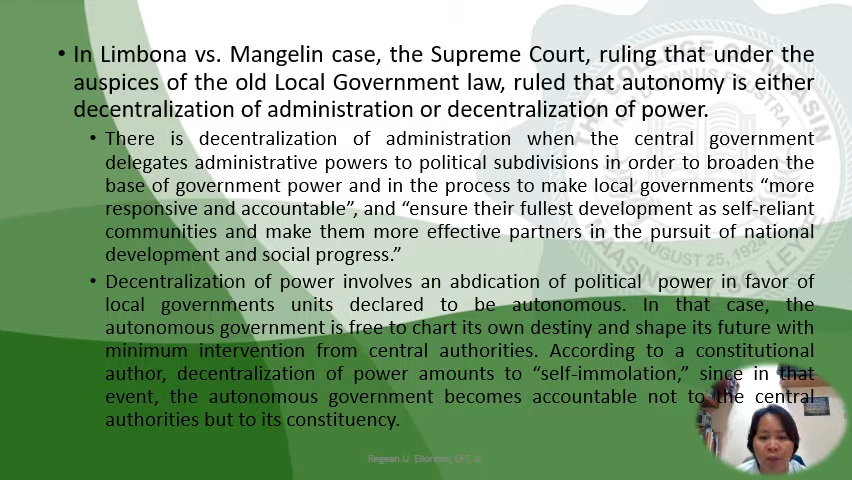 • In Limbona vs. Mangelin case, the Supreme Court, ruling that under the
auspices of the old Local Government law, ruled that autonomy is either
decentralization of administration or decentralization of power.
• There is decentralization of administration when the central government
delegates administrative powers to political subdivisions in order to broaden the
base of government power and in the process to make local governments “more
responsive and accountable”, and “ensure their fullest development as self-reliant
communities and make them more effective partners in the pursuit of national
development and social progress.”
• Decentralization of power involves an abdication of political power in favor of
local governments units declared to be autonomous. In that case, the
autonomous government is free to chart its own destiny and shape its future with
minimum intervention from central authorities. According to a constitutional
author, decentralization of power amounts to “self-immolation,” since in that
event, the autonomous government becomes accountable not to the central
authorities but to its constituency.
THE COLLEGE OF MAASIN
AUGUST 25, 1924